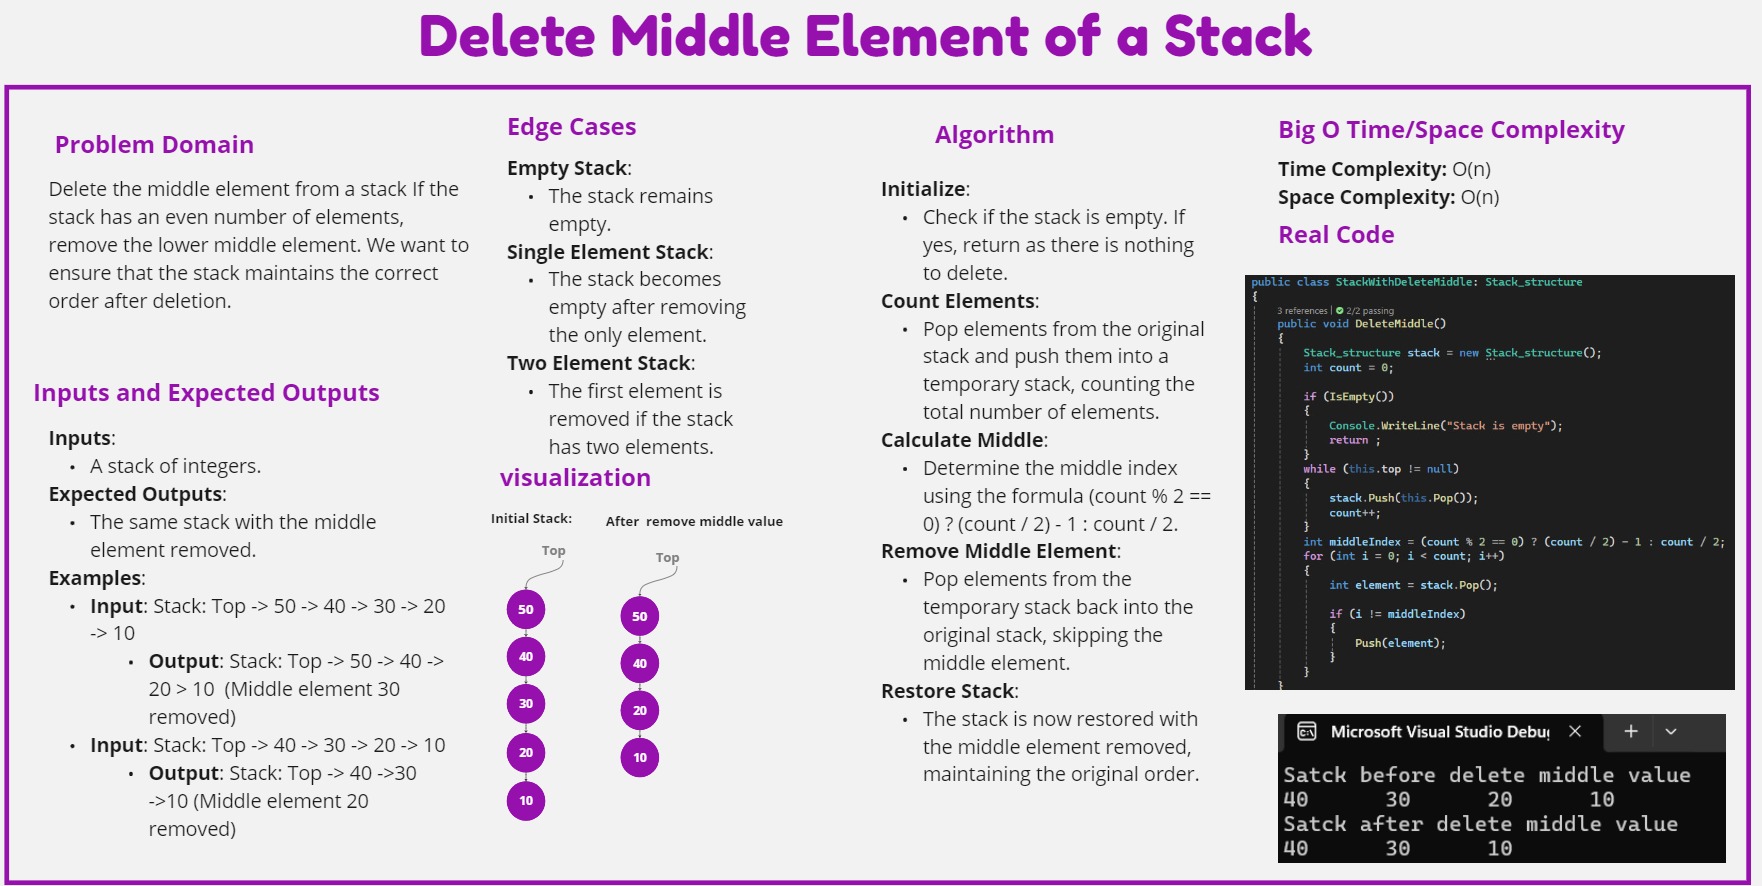 Delete Middle Element of a Stack
Problem Domain
Delete the middle element from a stack If the
stack has an even number of elements,
remove the lower middle element. We want to
ensure that the stack maintains the correct
order after deletion.
Inputs and Expected Outputs
Inputs:
• A stack of integers.
Expected Outputs:
• The same stack with the middle
element removed.
Examples:
• Input: Stack: Top -> 50 -> 40 -> 30 -> 20
-> 10
• Output: Stack: Top -> 50 -> 40 ->
20 > 10  (Middle element 30
removed)
• Input: Stack: Top -> 40 -> 30 -> 20 -> 10
• Output: Stack: Top -> 40 ->30
->10 (Middle element 20
removed)
Edge Cases
Empty Stack:
• The stack remains
empty.
Single Element Stack:
• The stack becomes
empty after removing
the only element.
Two Element Stack:
• The first element is
removed if the stack
has two elements.
visualization
Initial Stack:
Top
50
40
30
20
10
After  remove middle value
Top
50
40
20
10
Algorithm
Initialize:
• Check if the stack is empty. If
yes, return as there is nothing
to delete.
Count Elements:
• Pop elements from the original
stack and push them into a
temporary stack, counting the
total number of elements.
Calculate Middle:
• Determine the middle index
using the formula (count % 2 ==
0) ? (count / 2) - 1 : count / 2.
Remove Middle Element:
• Pop elements from the
temporary stack back into the
original stack, skipping the
middle element.
Restore Stack:
• The stack is now restored with
the middle element removed,
maintaining the original order.
Big O Time/Space Complexity
Time Complexity: O(n)
Space Complexity: O(n)
Real Code
public class StackWithDeleteMiddle: Stack_structure
{
3 references | 2/2 passing
public void DeleteMiddle()
{
Stack_structure stack = new Stack_structure();
int count = 0;
if (IsEmpty())
{
Console.WriteLine("Stack is empty");
return ;
}
while (this.top != null)
{
stack.Push(this.Pop());
count++;
}
int middleIndex = (count % 2 == 0) ? (count / 2) - 1 : count / 2;
for (int i = 0; i < count; i++)
{
int element = stack.Pop();
if (i != middleIndex)
{
Push(element);
}
}
}
Microsoft Visual Studio Debug
Satck before delete middle value
40 30 20 10
Satck after delete middle value
40 30 10